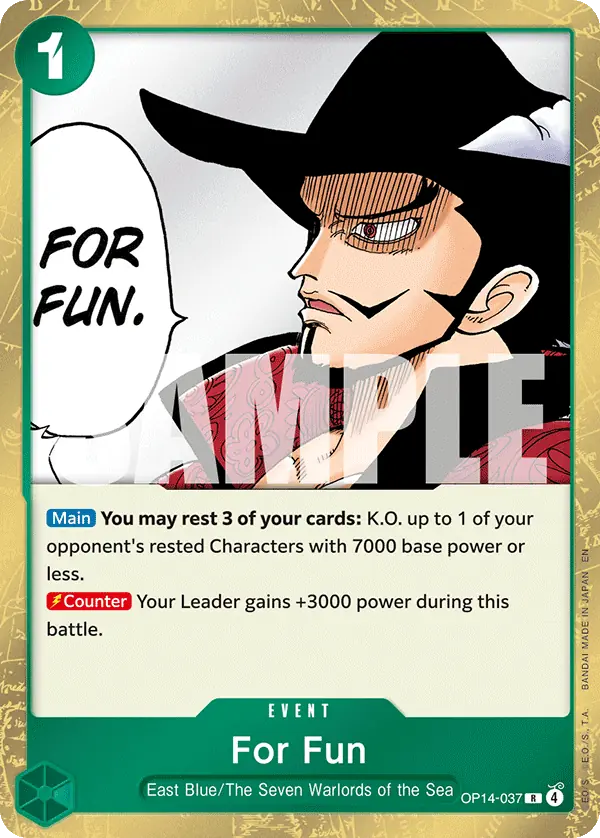 1
FOR
FUN.
SAMPLE
Main You may rest 3 of your cards: K.O. up to 1 of your
opponent's rested Characters with 7000 base power or
less.
Counter Your Leader gains +3000 power during this
battle.
EVENT
For Fun
East Blue/The Seven Warlords of the Sea
OP14-037 R 4
©E.O./S. ©E.O./S., T.A. BANDAI MADE IN JAPAN EN